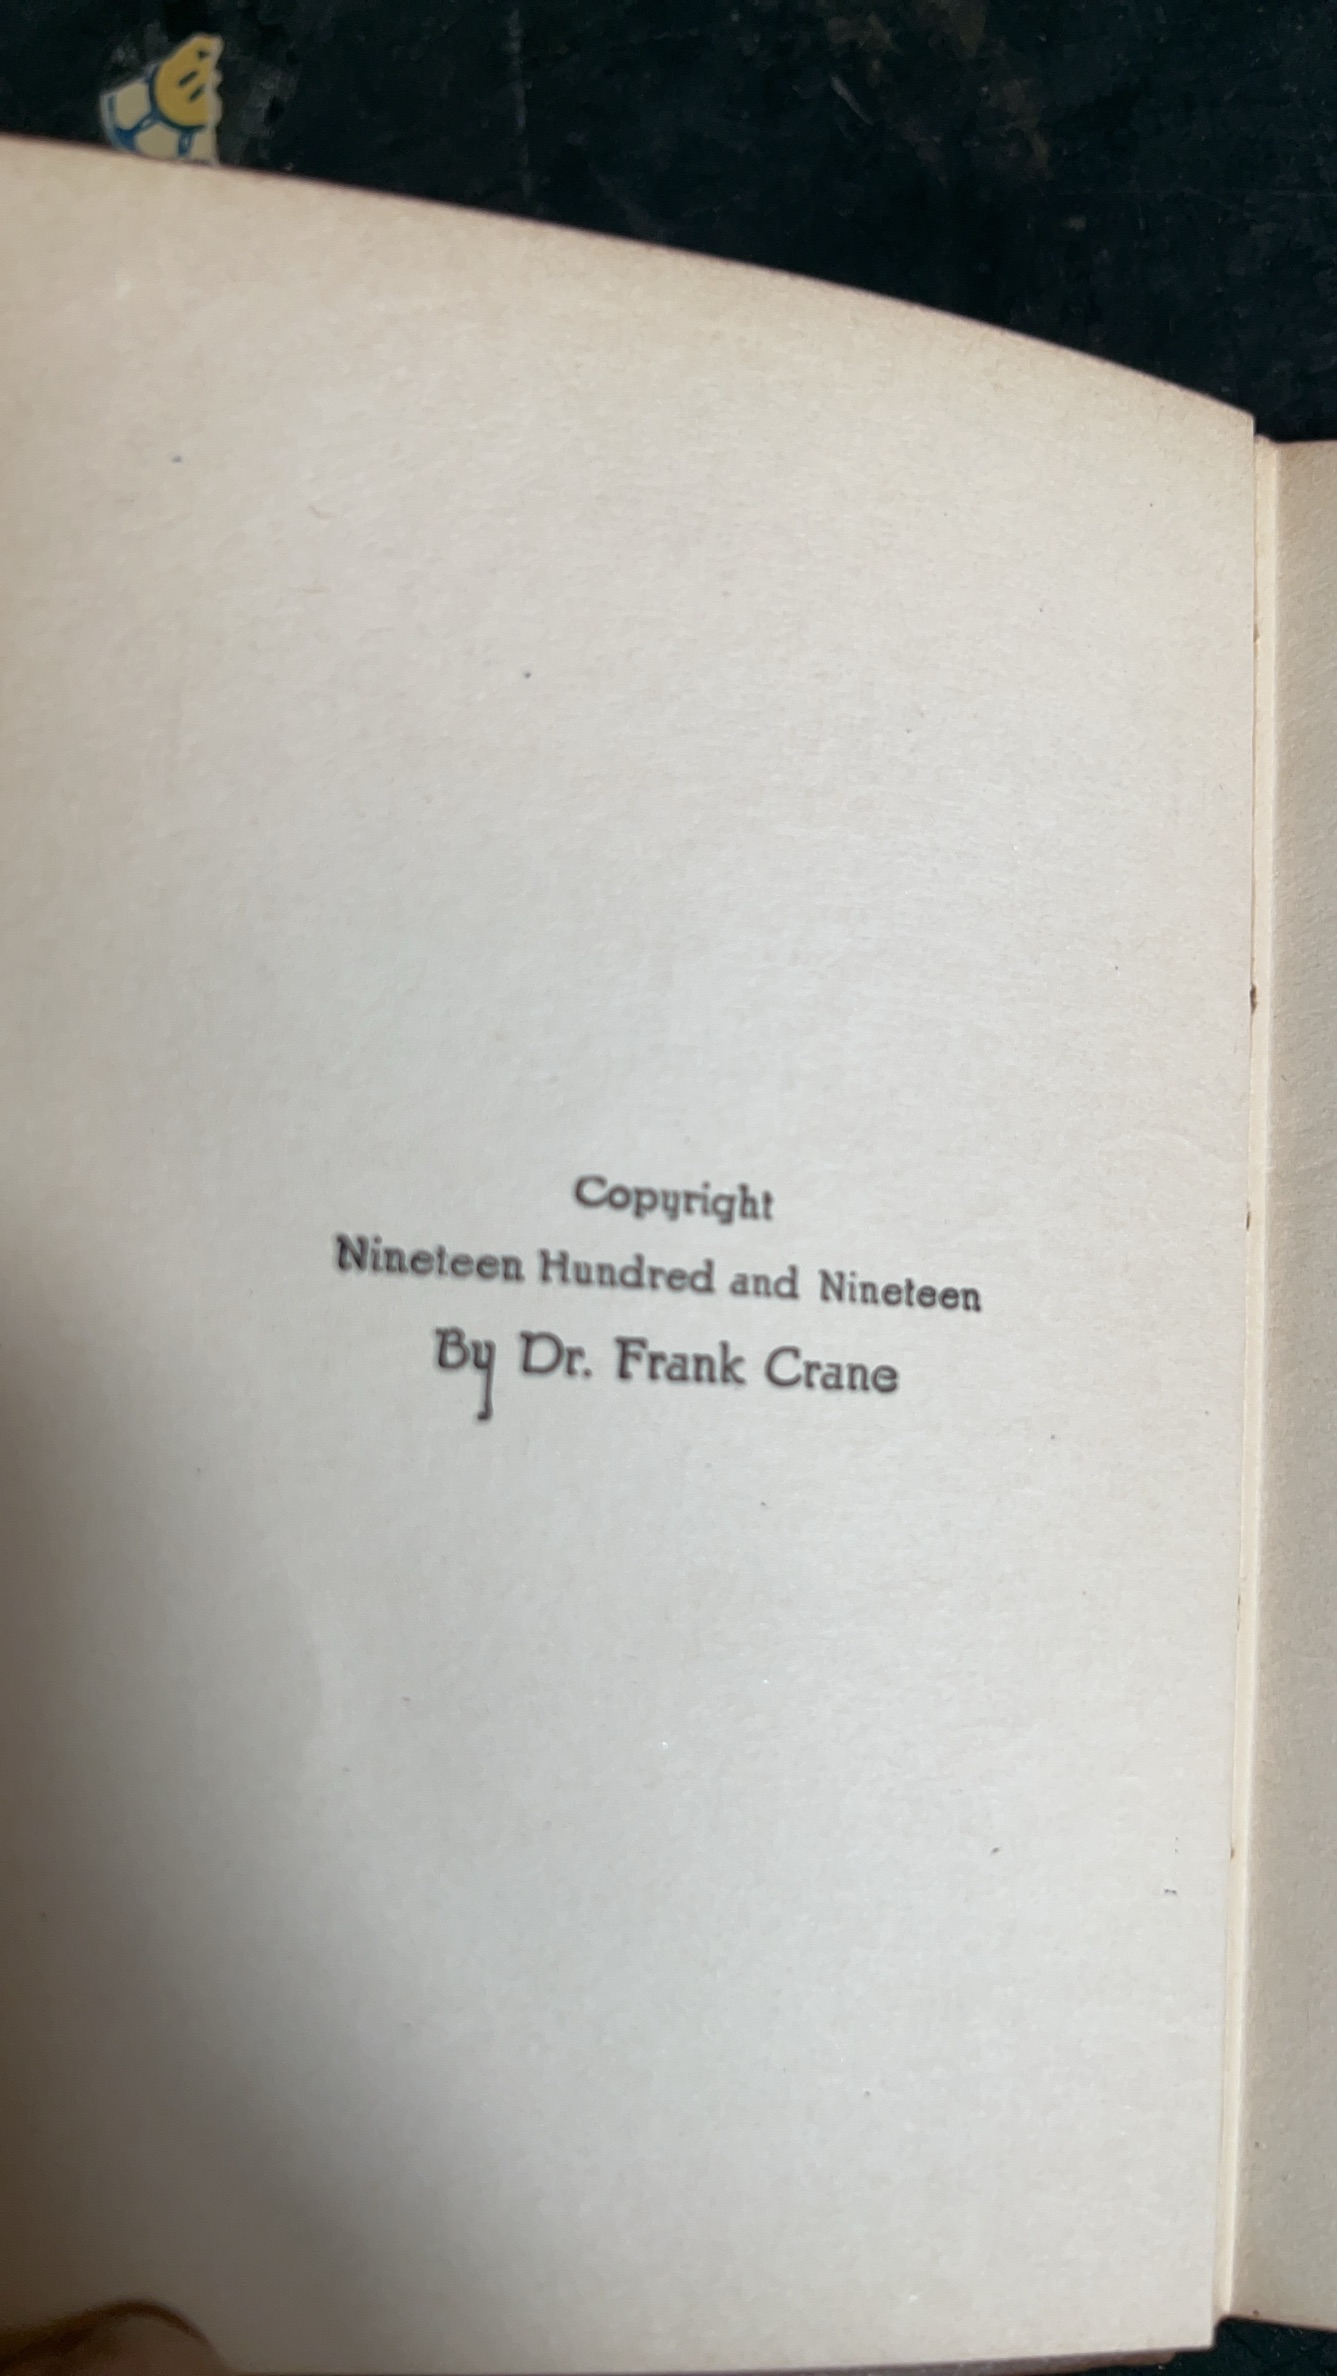 Copyright
Nineteen Hundred and Nineteen
By Dr. Frank Crane